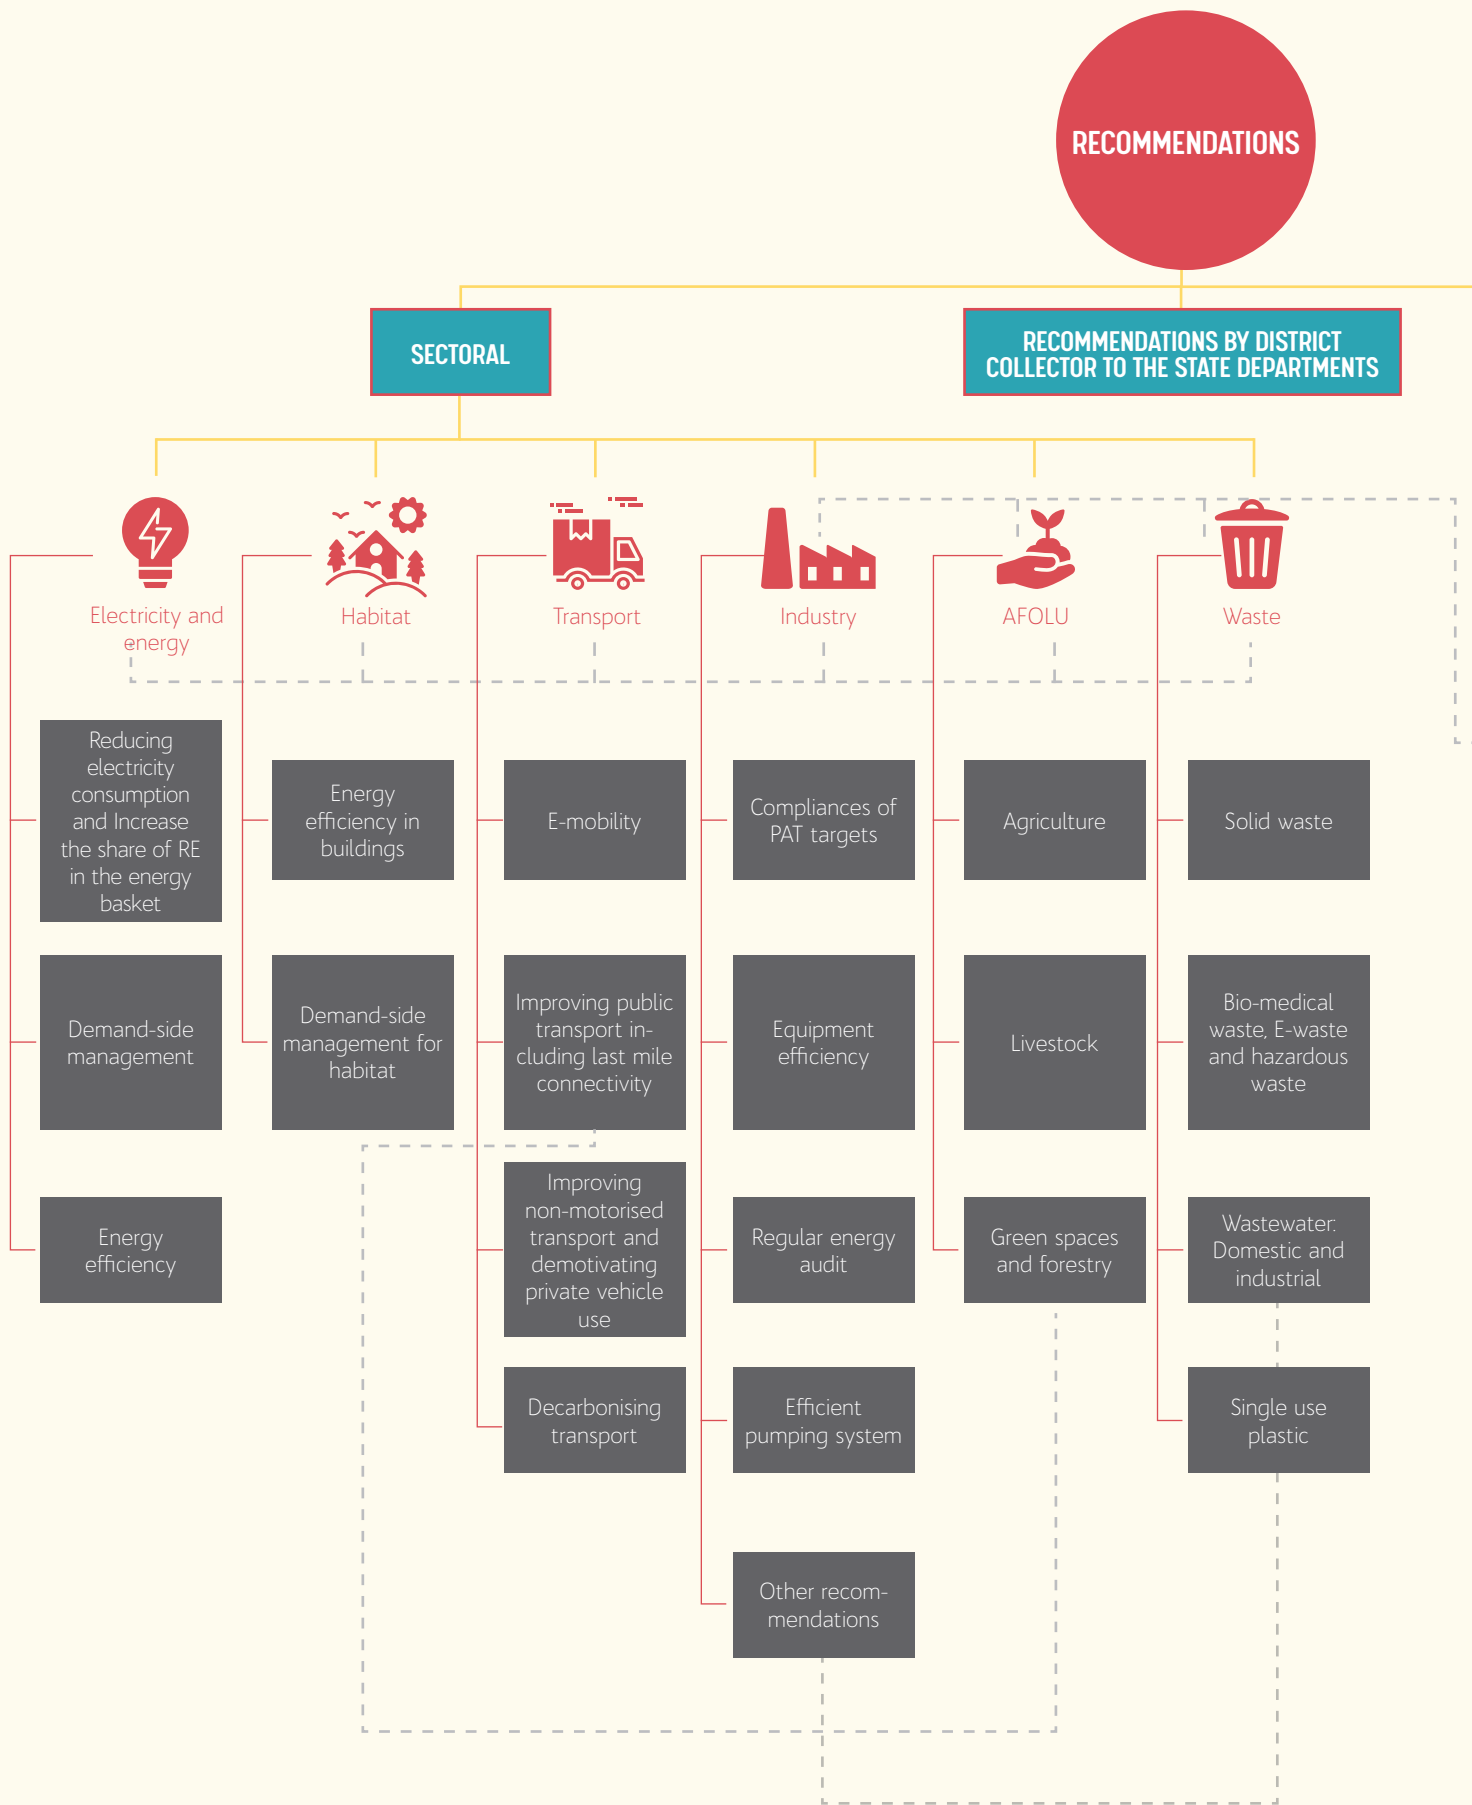 RECOMMENDATIONS
SECTORAL
RECOMMENDATIONS BY DISTRICT
COLLECTOR TO THE STATE DEPARTMENTS
Electricity and
energy
Habitat
Transport
Industry
AFOLU
Waste
Reducing
electricity
consumption
and Increase
the share of RE
in the energy
basket
Demand-side
management
Energy
efficiency
Energy
efficiency in
buildings
Demand-side
management for
habitat
E-mobility
Improving public
transport in-
cluding last mile
connectivity
Improving
non-motorised
transport and
demotivating
private vehicle
use
Decarbonising
transport
Compliances of
PAT targets
Equipment
efficiency
Regular energy
audit
Efficient
pumping system
Other recom-
mendations
Agriculture
Livestock
Green spaces
and forestry
Solid waste
Bio-medical
waste, E-waste
and hazardous
waste
Wastewater:
Domestic and
industrial
Single use
plastic